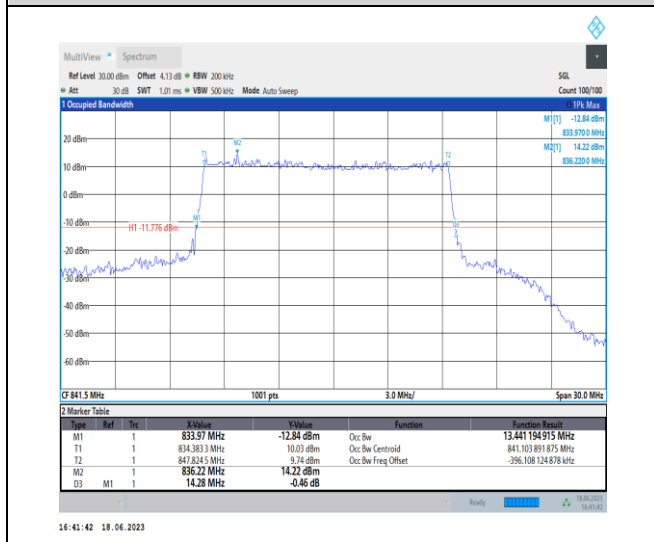 MultiView Spectrum
Ref Level 30.00 dBm Offset 4.13 dB RBW 200 kHz SGL
Att 30 dB SWT 1.01 ms VBW 500 kHz Mode Auto Sweep Count 100/100
1 Occupied Bandwidth 1Pk Max
M1[1] -12.84 dBm
833.9700 MHz
M2[1] 14.22 dBm
836.2200 MHz
20 dBm
M2
T1
T2
10 dBm
0 dBm
-10 dBm
M1
H1 -11.776 dBm
-20 dBm
-30 dBm
-40 dBm
-50 dBm
-60 dBm
CF 841.5 MHz 1001 pts 3.0 MHz/ Span 30.0 MHz
2 Marker Table
Type Ref Trc X-Value Y-Value Function Function Result
M1 1 833.97 MHz -12.84 dBm Occ Bw 13.441 194 915 MHz
T1 1 834.383 3 MHz 10.03 dBm Occ Bw Centroid 841.103 891 875 MHz
T2 1 847.824 5 MHz 9.74 dBm Occ Bw Freq Offset -396.108 124 878 kHz
M2 1 836.22 MHz 14.22 dBm
D3 M1 1 14.28 MHz -0.46 dB
Ready 18.06.2023
16:41:42
16:41:42 18.06.2023